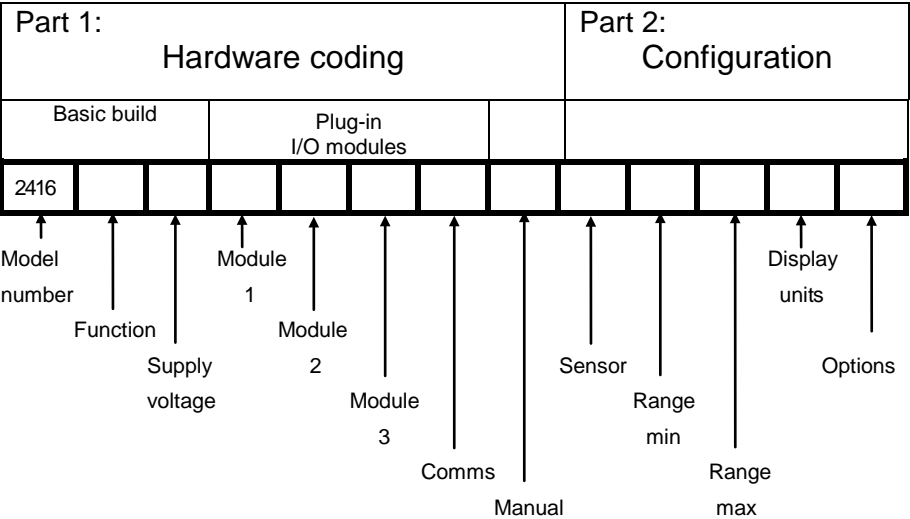 Part 1:
Hardware coding
Part 2:
Configuration
Basic build
Plug-in
I/O modules
2416
Model
number
Function
Supply
voltage
Module
1
Module
2
Module
3
Comms
Manual
Sensor
Range
min
Range
max
Display
units
Options